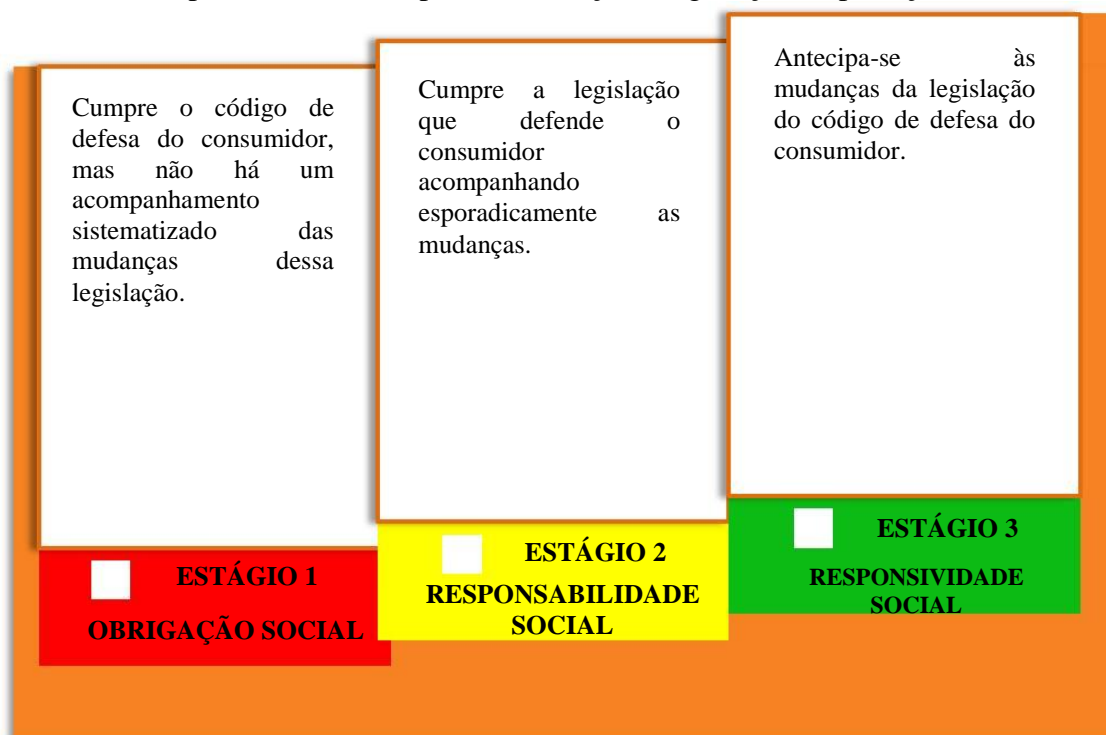 Cumpre o código de
defesa do consumidor,
mas não há um
acompanhamento
sistematizado das
mudanças dessa
legislação.
ESTÁGIO 1
OBRIGAÇÃO SOCIAL
Cumpre a legislação
que defende o
consumidor
acompanhando
esporadicamente as
mudanças.
ESTÁGIO 2
RESPONSABILIDADE
SOCIAL
Antecipa-se às
mudanças da legislação
do código de defesa do
consumidor.
ESTÁGIO 3
RESPONSIVIDADE
SOCIAL